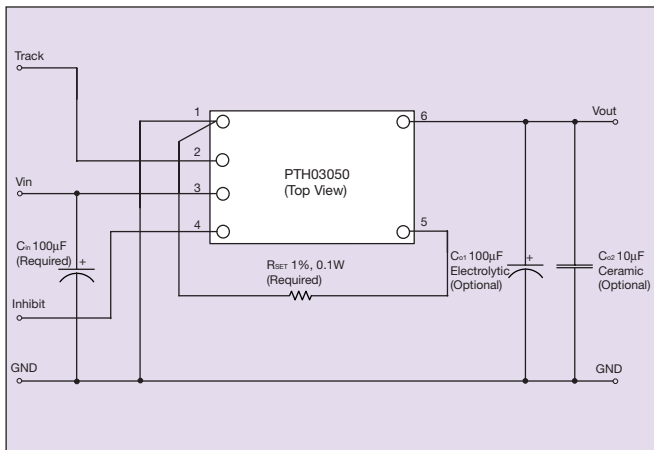 Track
1
6
Vout
2
PTH03050
(Top View)
Vin
3
4
5
Cin 100µF
(Required)
+
RSET 1%, 0.1W
(Required)
Co1 100µF
Electrolytic
(Optional)
+
Co2 10µF
Ceramic
(Optional)
Inhibit
GND
GND